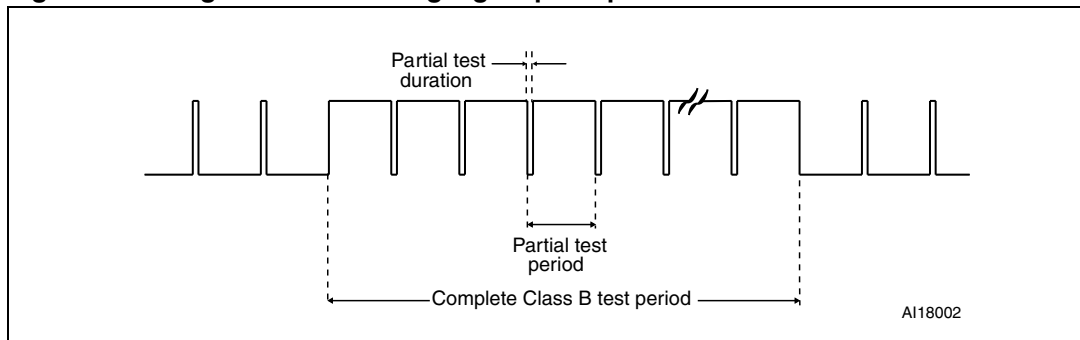 Partial test
duration
Partial test
period
Complete Class B test period
AI18002